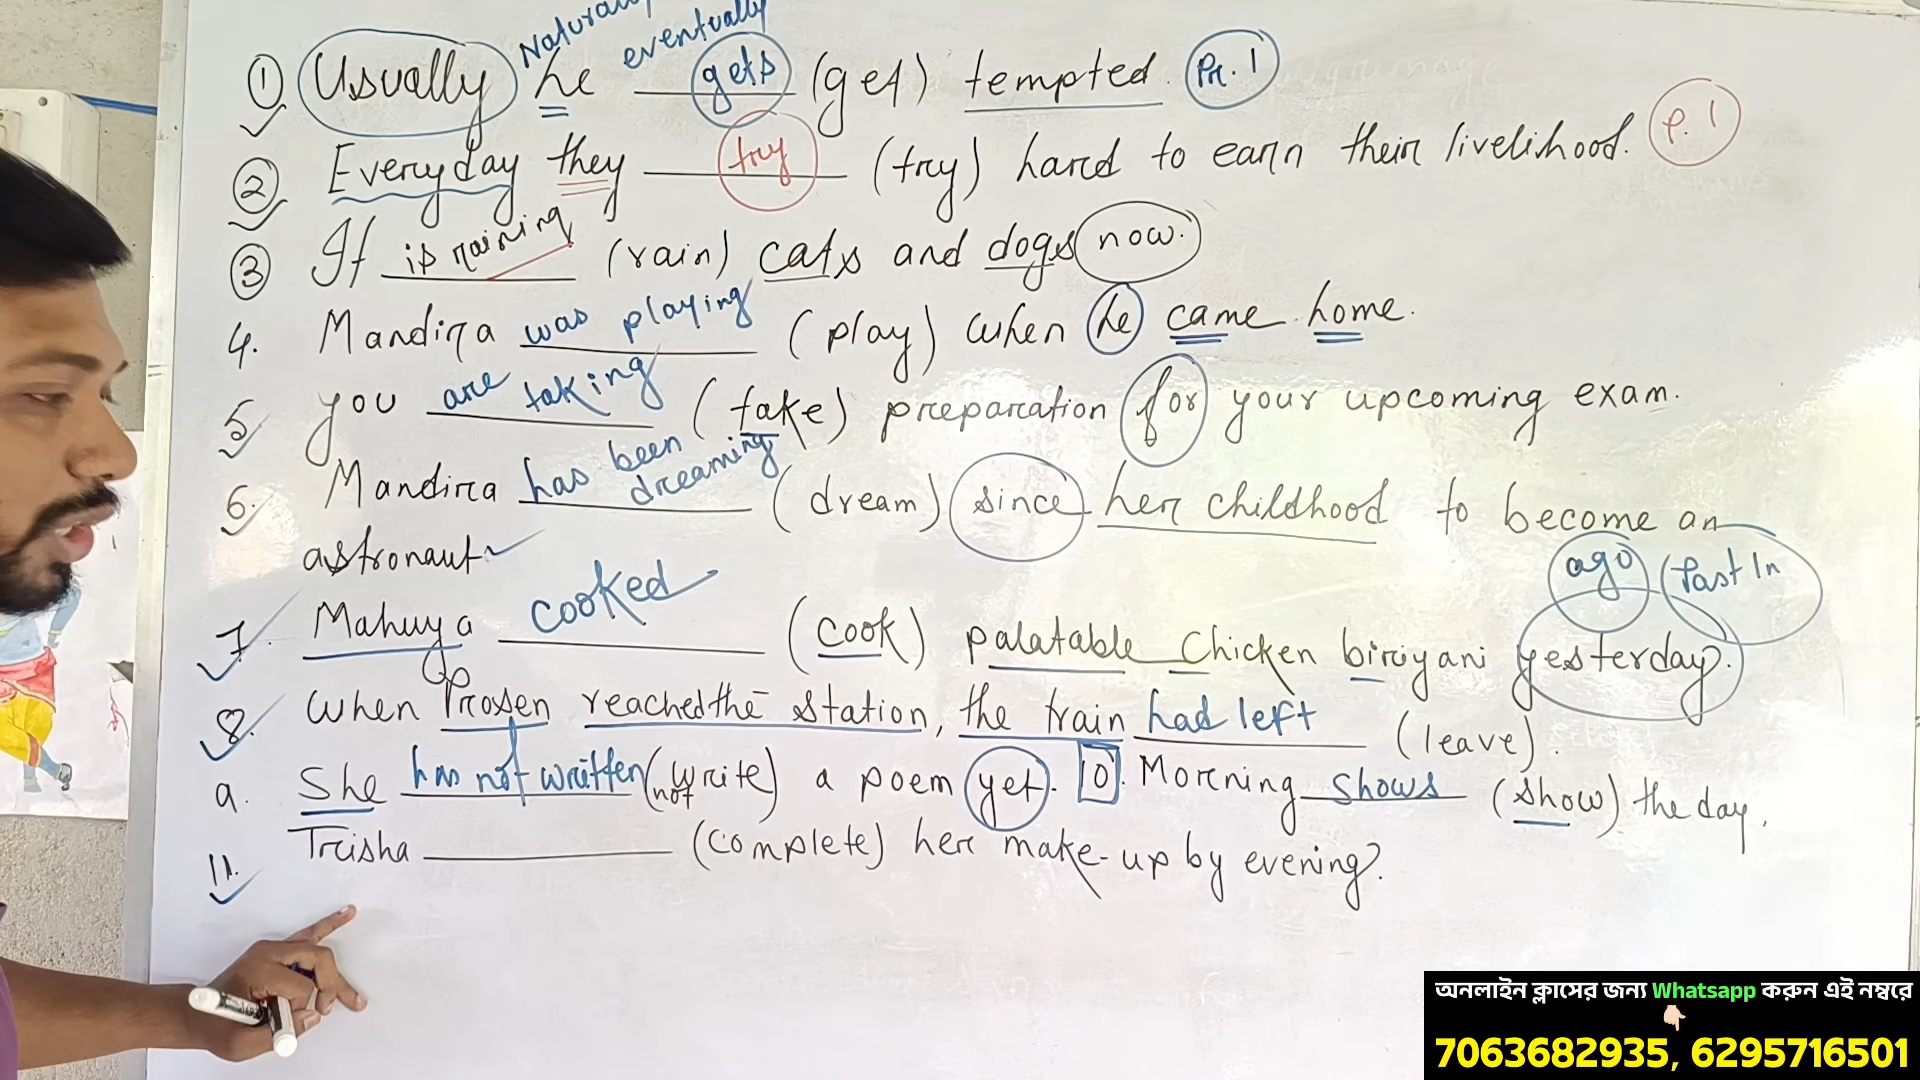 Naturally eventually
① Usually he gets (get) tempted. Pr. 1
② Everyday they try (try) hard to earn their livelihood. P. 1
③ It is raining (rain) cats and dogs now.
4. Mandira was playing (play) when he came home.
5. you are taking (take) preparation for your upcoming exam.
6. Mandira has been dreaming (dream) since her childhood to become an
astronaut
ago Past In
7. Mahuya cooked (cook) palatable Chicken biriyani yesterday.
8. When Prosen reached the station, the train had left (leave).
9. She has not written (not write) a poem yet. 10. Morning shows (show) the day.
11. Trisha (complete) her make-up by evening?
অনলাইন ক্লাসের জন্য Whatsapp করুন এই নম্বরে
7063682935, 6295716501